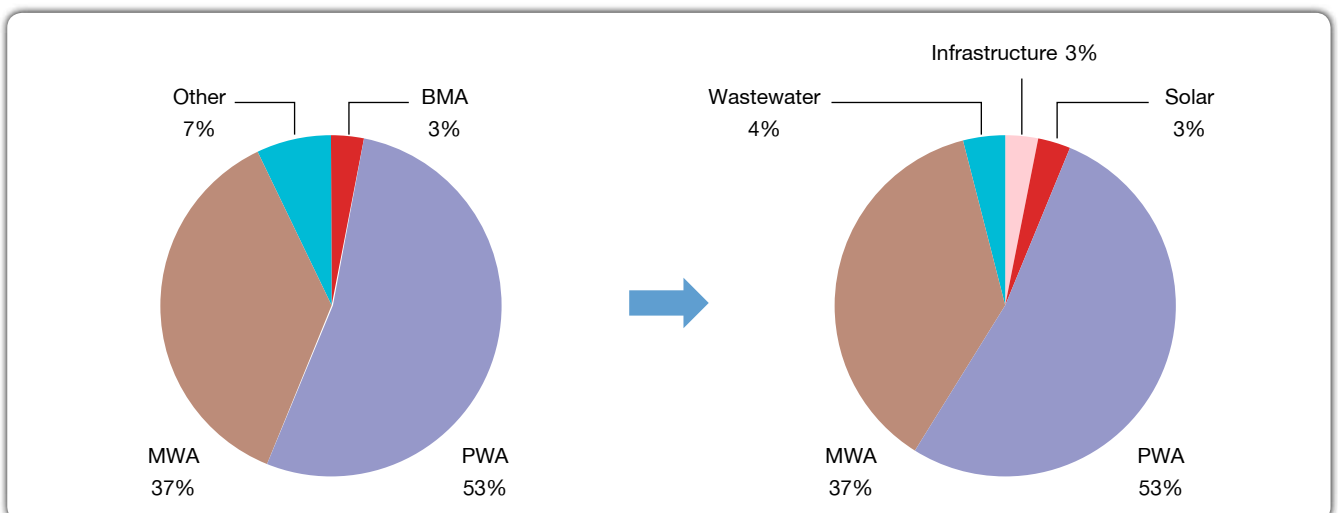 Other
7%
BMA
3%
MWA
37%
PWA
53%
Infrastructure 3%
Wastewater
4%
Solar
3%
MWA
37%
PWA
53%